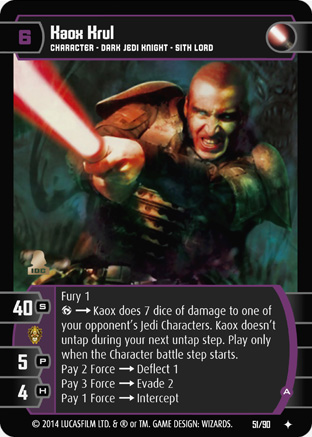 6
Kaox Krul
CHARACTER - DARK JEDI KNIGHT - SITH LORD
IDC
40 S
5 P
4 H
Fury 1
→ Kaox does 7 dice of damage to one of
your opponent's Jedi Characters. Kaox doesn't
untap during your next untap step. Play only
when the Character battle step starts.
Pay 2 Force → Deflect 1
Pay 3 Force → Evade 2
Pay 1 Force → Intercept
A
© 2014 LUCASFILM LTD. & ® or TM. GAME DESIGN: WIZARDS.
51/90